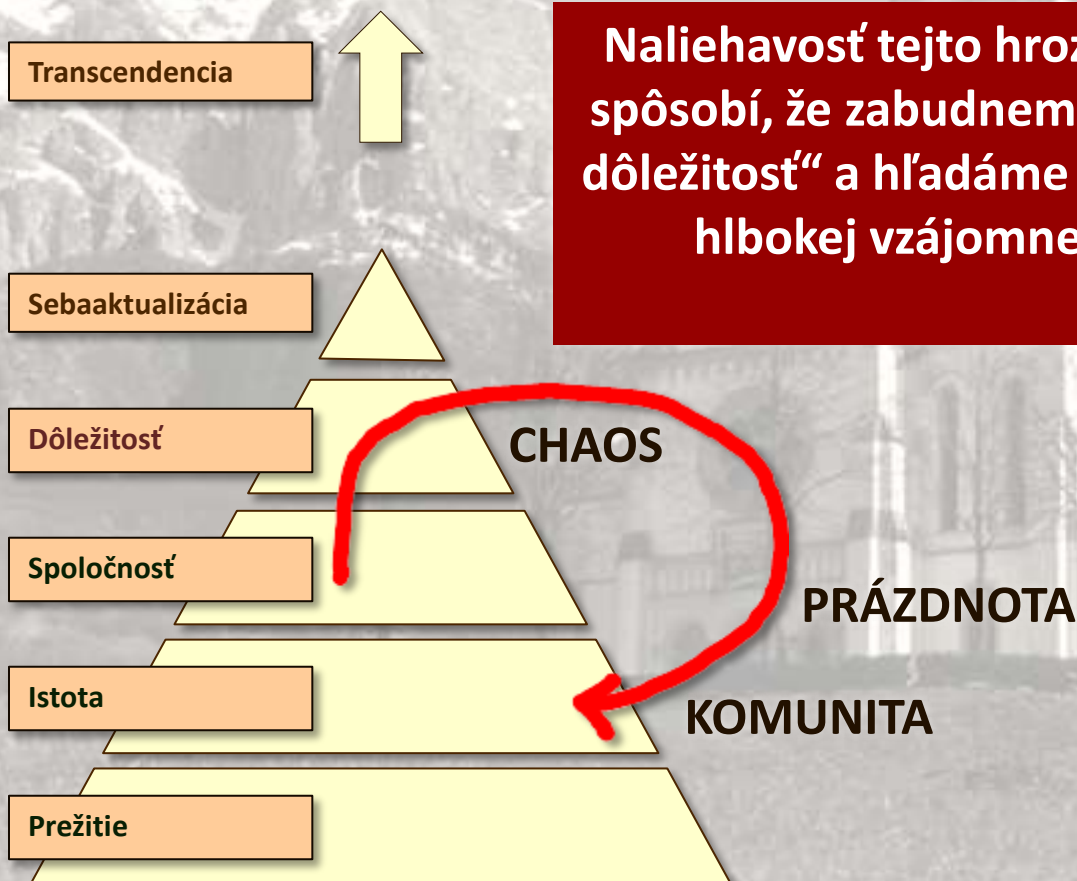 Transcendencia
Naliehavosť tejto hroz
spôsobí, že zabudnem
dôležitosť“ a hľadáme
hlbokej vzájomne
Sebaaktualizácia
Dôležitosť
CHAOS
Spoločnosť
PRÁZDNOTA
Istota
KOMUNITA
Prežitie